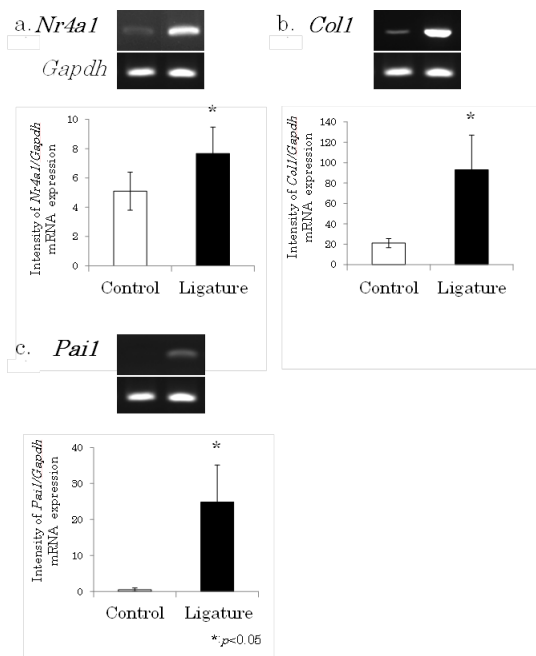 a. Nr4a1
Gapdh
Intensity of Nr4a1/Gapdh
mRNA expression
10
8
6
4
2
0
*
Control Ligature
b. Col1
Intensity of Col1/Gapdh
mRNA expression
140
120
100
80
60
40
20
0
*
Control Ligature
c. Pai1
Intensity of Pai1/Gapdh
mRNA expression
40
30
20
10
0
*
Control Ligature
*:p<0.05